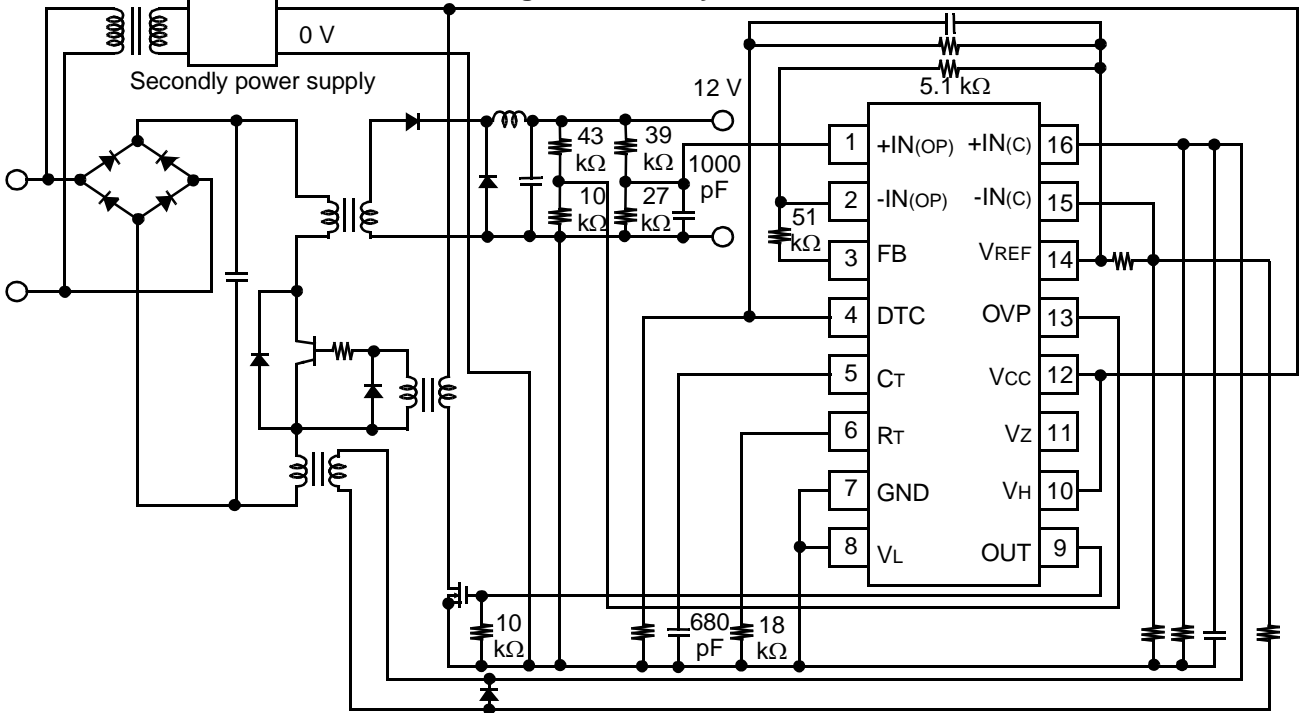 0 V
Secondly power supply
12 V
5.1 kΩ
43
kΩ
39
kΩ
1000
pF
10
kΩ
27
kΩ
51
kΩ
1 +IN(OP) +IN(C) 16
2 -IN(OP) -IN(C) 15
3 FB VREF 14
4 DTC OVP 13
5 CT VCC 12
6 RT VZ 11
7 GND VH 10
8 VL OUT 9
10
kΩ
680
pF
18
kΩ